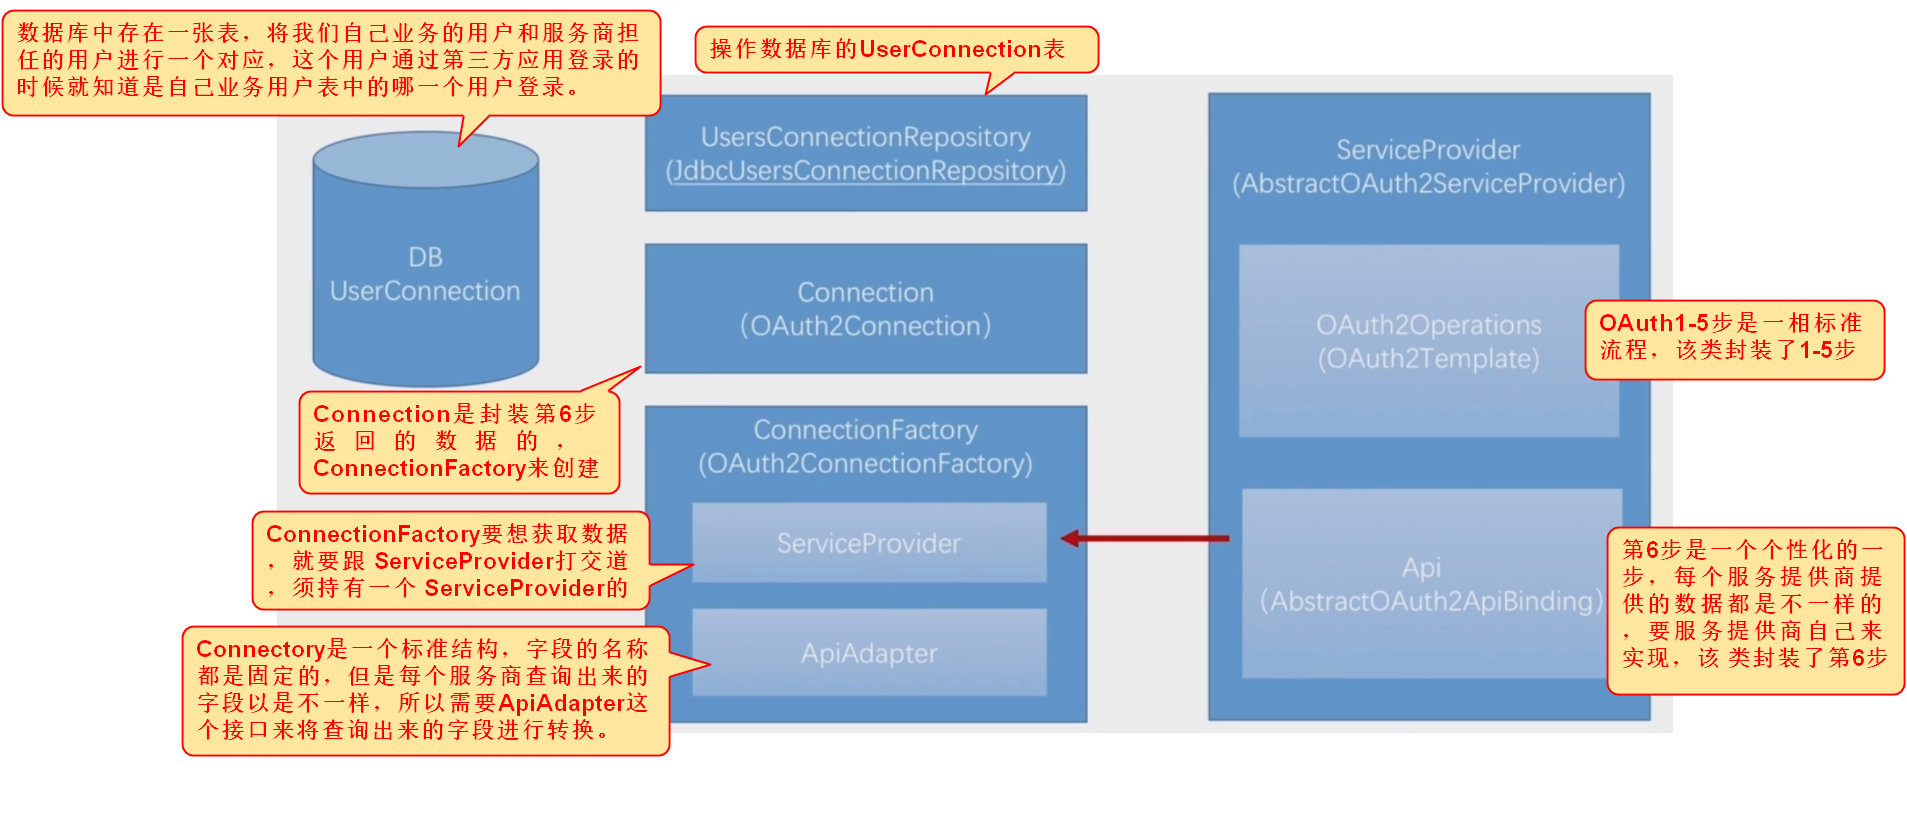 数据库中存在一张表，将我们自己业务的用户和服务商担
任的用户进行一个对应，这个用户通过第三方应用登录的
时候就知道是自己业务用户表中的哪一个用户登录。
操作数据库的UserConnection表
DB
UserConnection
UsersConnectionRepository
(JdbcUsersConnectionRepository)
Connection
（OAuth2Connection）
Connection是封装第6步
返回的数据的，
ConnectionFactory来创建
ConnectionFactory
(OAuth2ConnectionFactory)
ServiceProvider
ApiAdapter
ConnectionFactory要想获取数据
，就要跟 ServiceProvider打交道
，须持有一个 ServiceProvider的
Connectory是一个标准结构，字段的名称
都是固定的，但是每个服务商查询出来的
字段以是不一样，所以需要ApiAdapter这
个接口来将查询出来的字段进行转换。
ServiceProvider
(AbstractOAuth2ServiceProvider)
OAuth2Operations
(OAuth2Template)
OAuth1-5步是一相标准
流程，该类封装了1-5步
Api
（AbstractOAuth2ApiBinding）
第6步是一个个性化的一
步，每个服务提供商提
供的数据都是不一样的
，要服务提供商自己来
实现，该 类封装了第6步